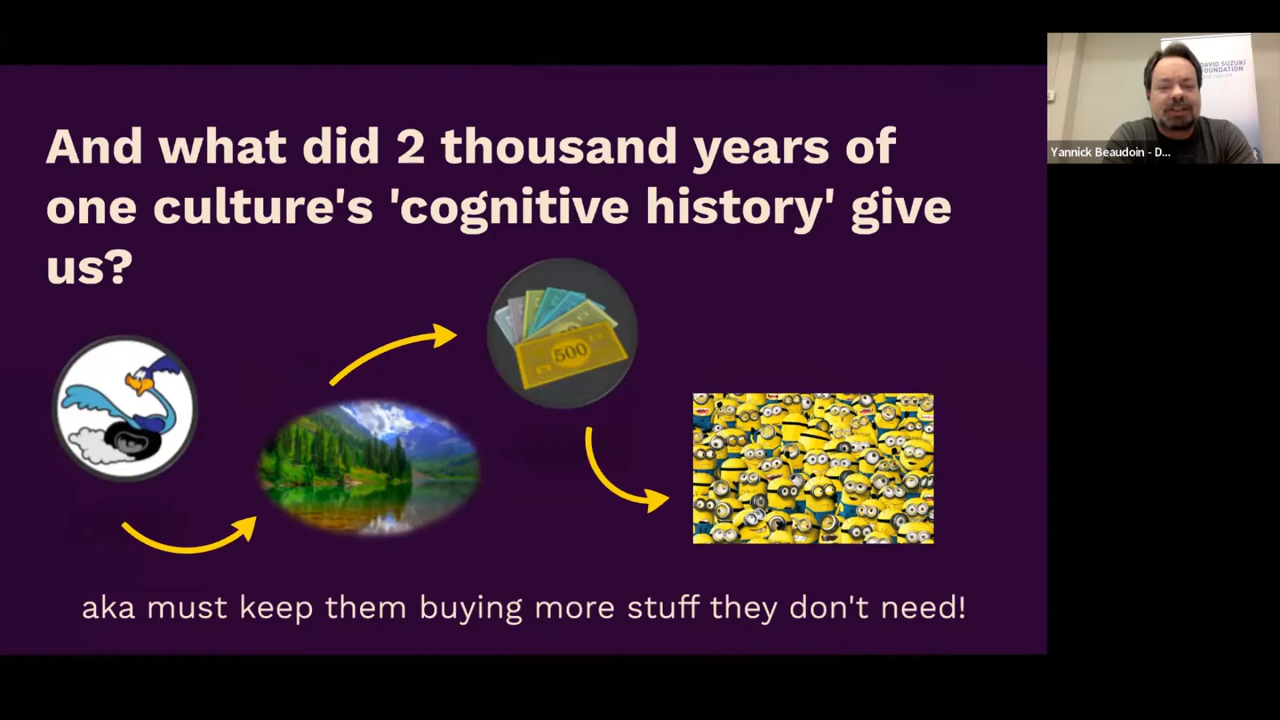 And what did 2 thousand years of
one culture's 'cognitive history' give
us?
500
aka must keep them buying more stuff they don't need!
DAVID SUZUKI
FOUNDATION
Yannick Beaudoin - D...